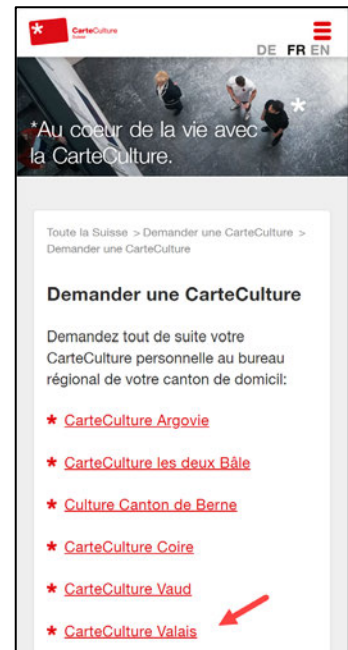 CarteCulture
Suisse
DE FR EN
*Au coeur de la vie avec *
la CarteCulture.
Toute la Suisse > Demander une CarteCulture >
Demander une CarteCulture
Demander une CarteCulture
Demandez tout de suite votre
CarteCulture personnelle au bureau
régional de votre canton de domicil:
* CarteCulture Argovie
* CarteCulture les deux Bâle
* Culture Canton de Berne
* CarteCulture Coire
* CarteCulture Vaud
* CarteCulture Valais